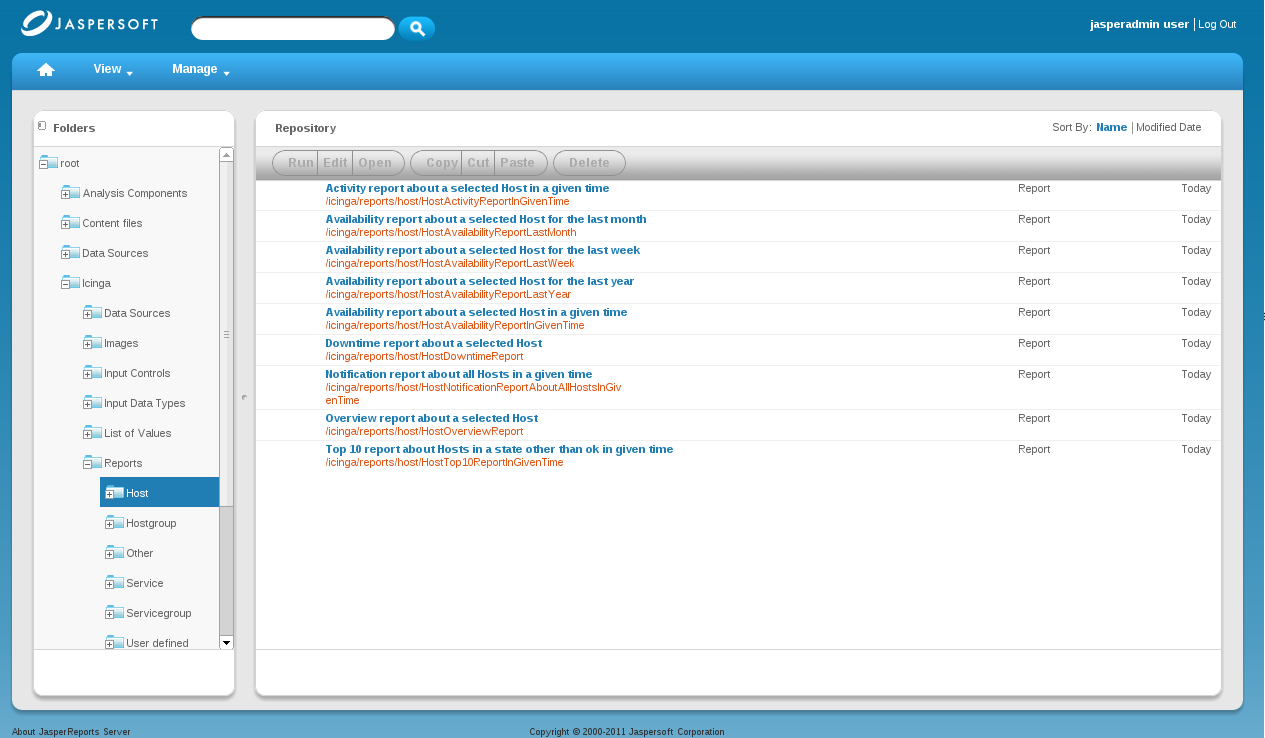 JASPERSOFT
jasperadmin user | Log Out
View Manage
Folders
root
Analysis Components
Content files
Data Sources
Icinga
Data Sources
Images
Input Controls
Input Data Types
List of Values
Reports
Host
Hostgroup
Other
Service
Servicegroup
User defined
Repository
Sort By: Name | Modified Date
Run Edit Open Copy Cut Paste Delete
Activity report about a selected Host in a given time Report Today
/icinga/reports/host/HostActivityReportInGivenTime
Availability report about a selected Host for the last month Report Today
/icinga/reports/host/HostAvailabilityReportLastMonth
Availability report about a selected Host for the last week Report Today
/icinga/reports/host/HostAvailabilityReportLastWeek
Availability report about a selected Host for the last year Report Today
/icinga/reports/host/HostAvailabilityReportLastYear
Availability report about a selected Host in a given time Report Today
/icinga/reports/host/HostAvailabilityReportInGivenTime
Downtime report about a selected Host Report Today
/icinga/reports/host/HostDowntimeReport
Notification report about all Hosts in a given time Report Today
/icinga/reports/host/HostNotificationReportAboutAllHostsInGiv
enTime
Overview report about a selected Host Report Today
/icinga/reports/host/HostOverviewReport
Top 10 report about Hosts in a state other than ok in given time Report Today
/icinga/reports/host/HostTop10ReportInGivenTime
About JasperReports Server
Copyright © 2000-2011 Jaspersoft Corporation